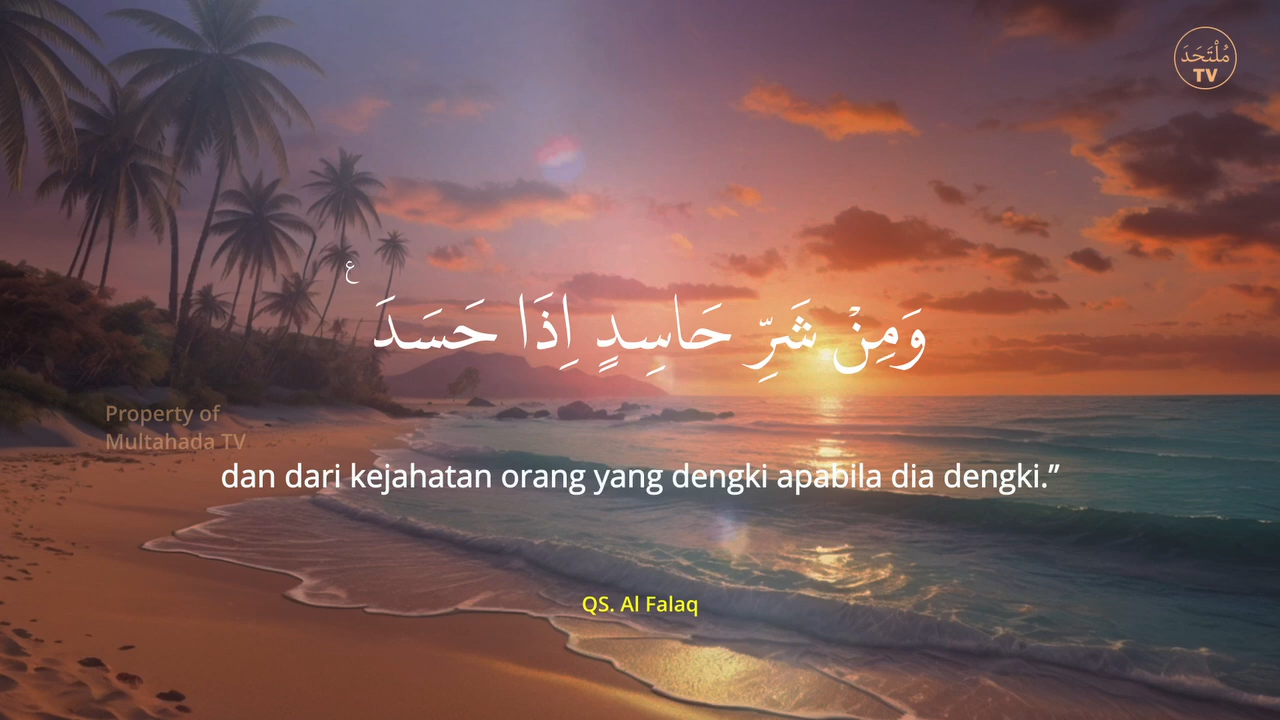 مُلْتَحَدَ
TV
وَمِنْ شَرِّ حَاسِدٍ اِذَا حَسَدَ ࣖ
Property of
Multahada TV
dan dari kejahatan orang yang dengki apabila dia dengki.”
QS. Al Falaq